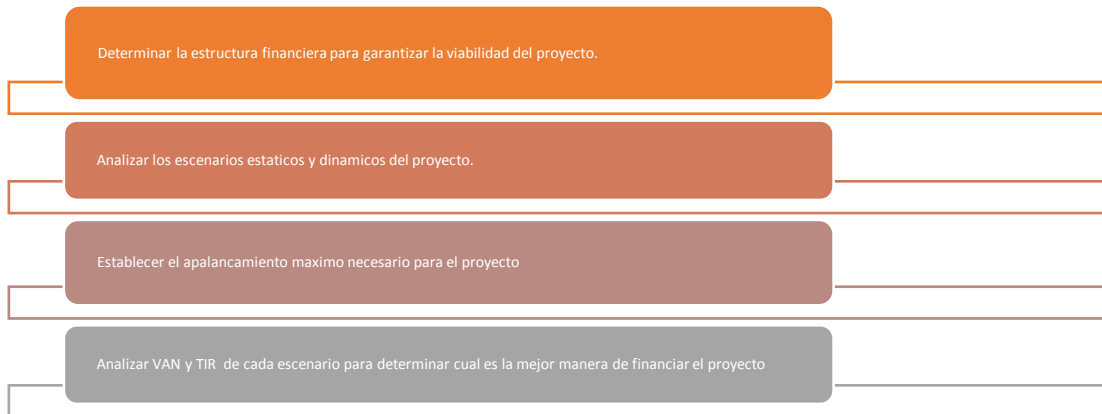 Determinar la estructura financiera para garantizar la viabilidad del proyecto.
Analizar los escenarios estaticos y dinamicos del proyecto.
Establecer el apalancamiento maximo necesario para el proyecto
Analizar VAN y TIR de cada escenario para determinar cual es la mejor manera de financiar el proyecto